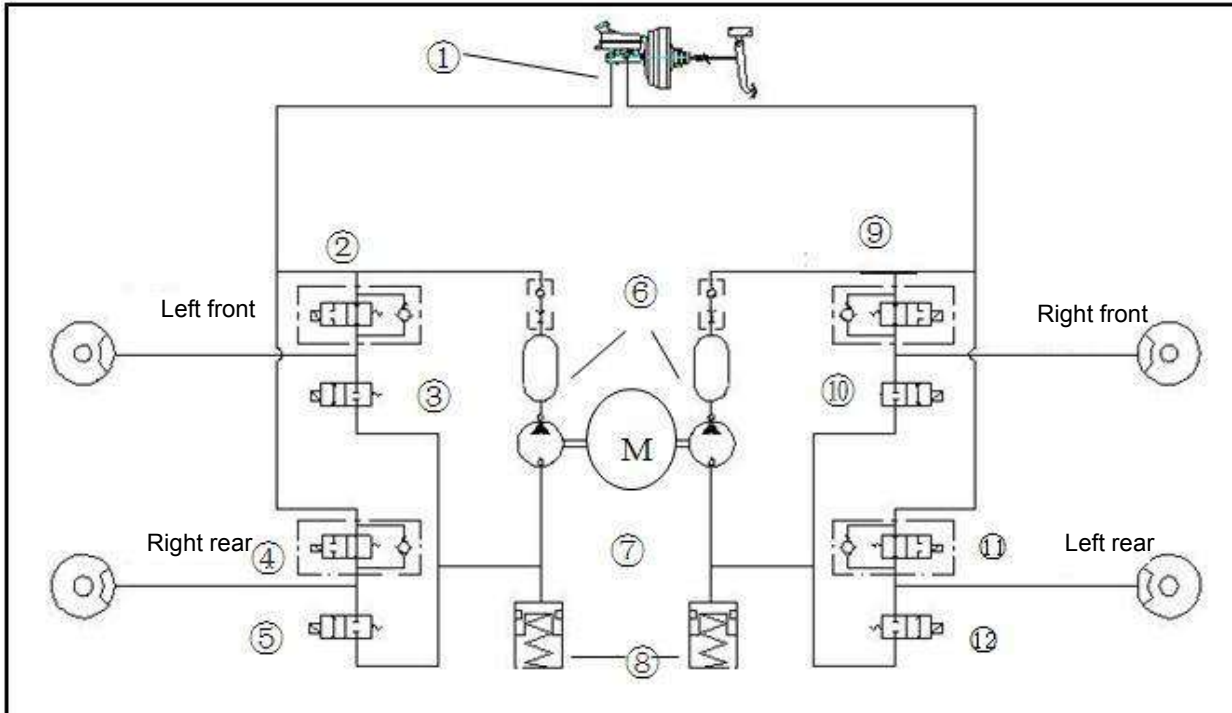 ①
② ⑨
⑥
Left front Right front
③ ⑩
M
Right rear Left rear
④ ⑦ ⑪
⑤ ⑧ ⑫